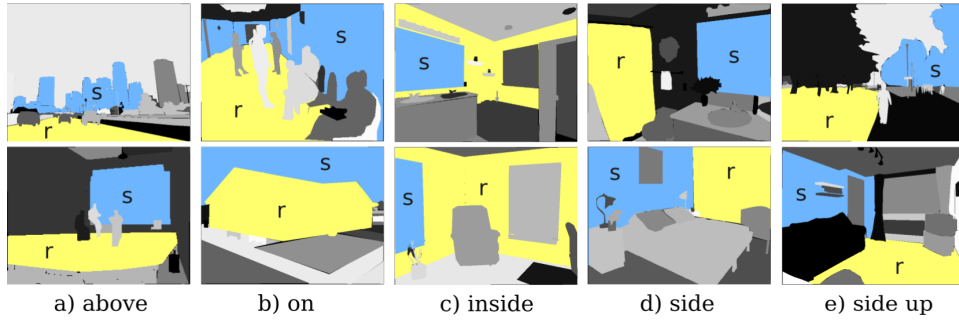 s s s s s
r r r r r
s s s s s
r r r r r
a) above b) on c) inside d) side e) side up